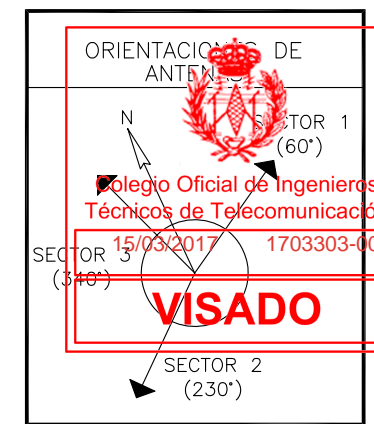 ORIENTACIONES DE
ANTENAS
N
SECTOR 1
(60°)
Colegio Oficial de Ingenieros
Técnicos de Telecomunicació
15/03/2017 1703303-00
SECTOR 3
(340°)
VISADO
SECTOR 2
(230°)